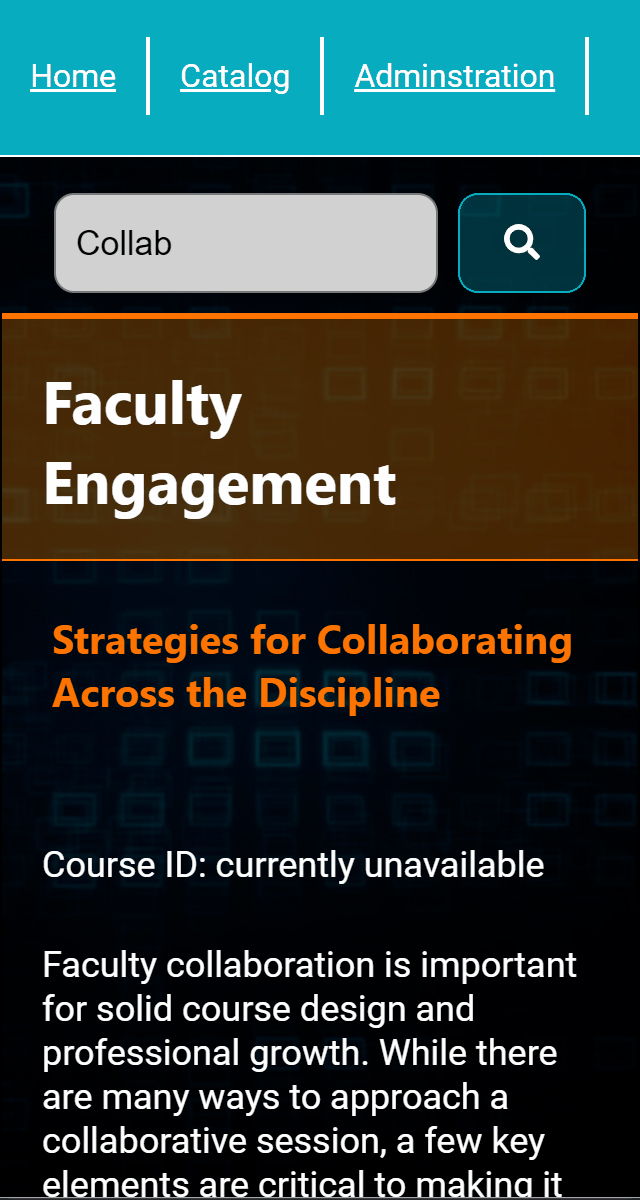 Home Catalog Adminstration
Collab
Faculty
Engagement
Strategies for Collaborating
Across the Discipline
Course ID: currently unavailable
Faculty collaboration is important
for solid course design and
professional growth. While there
are many ways to approach a
collaborative session, a few key
elements are critical to making it